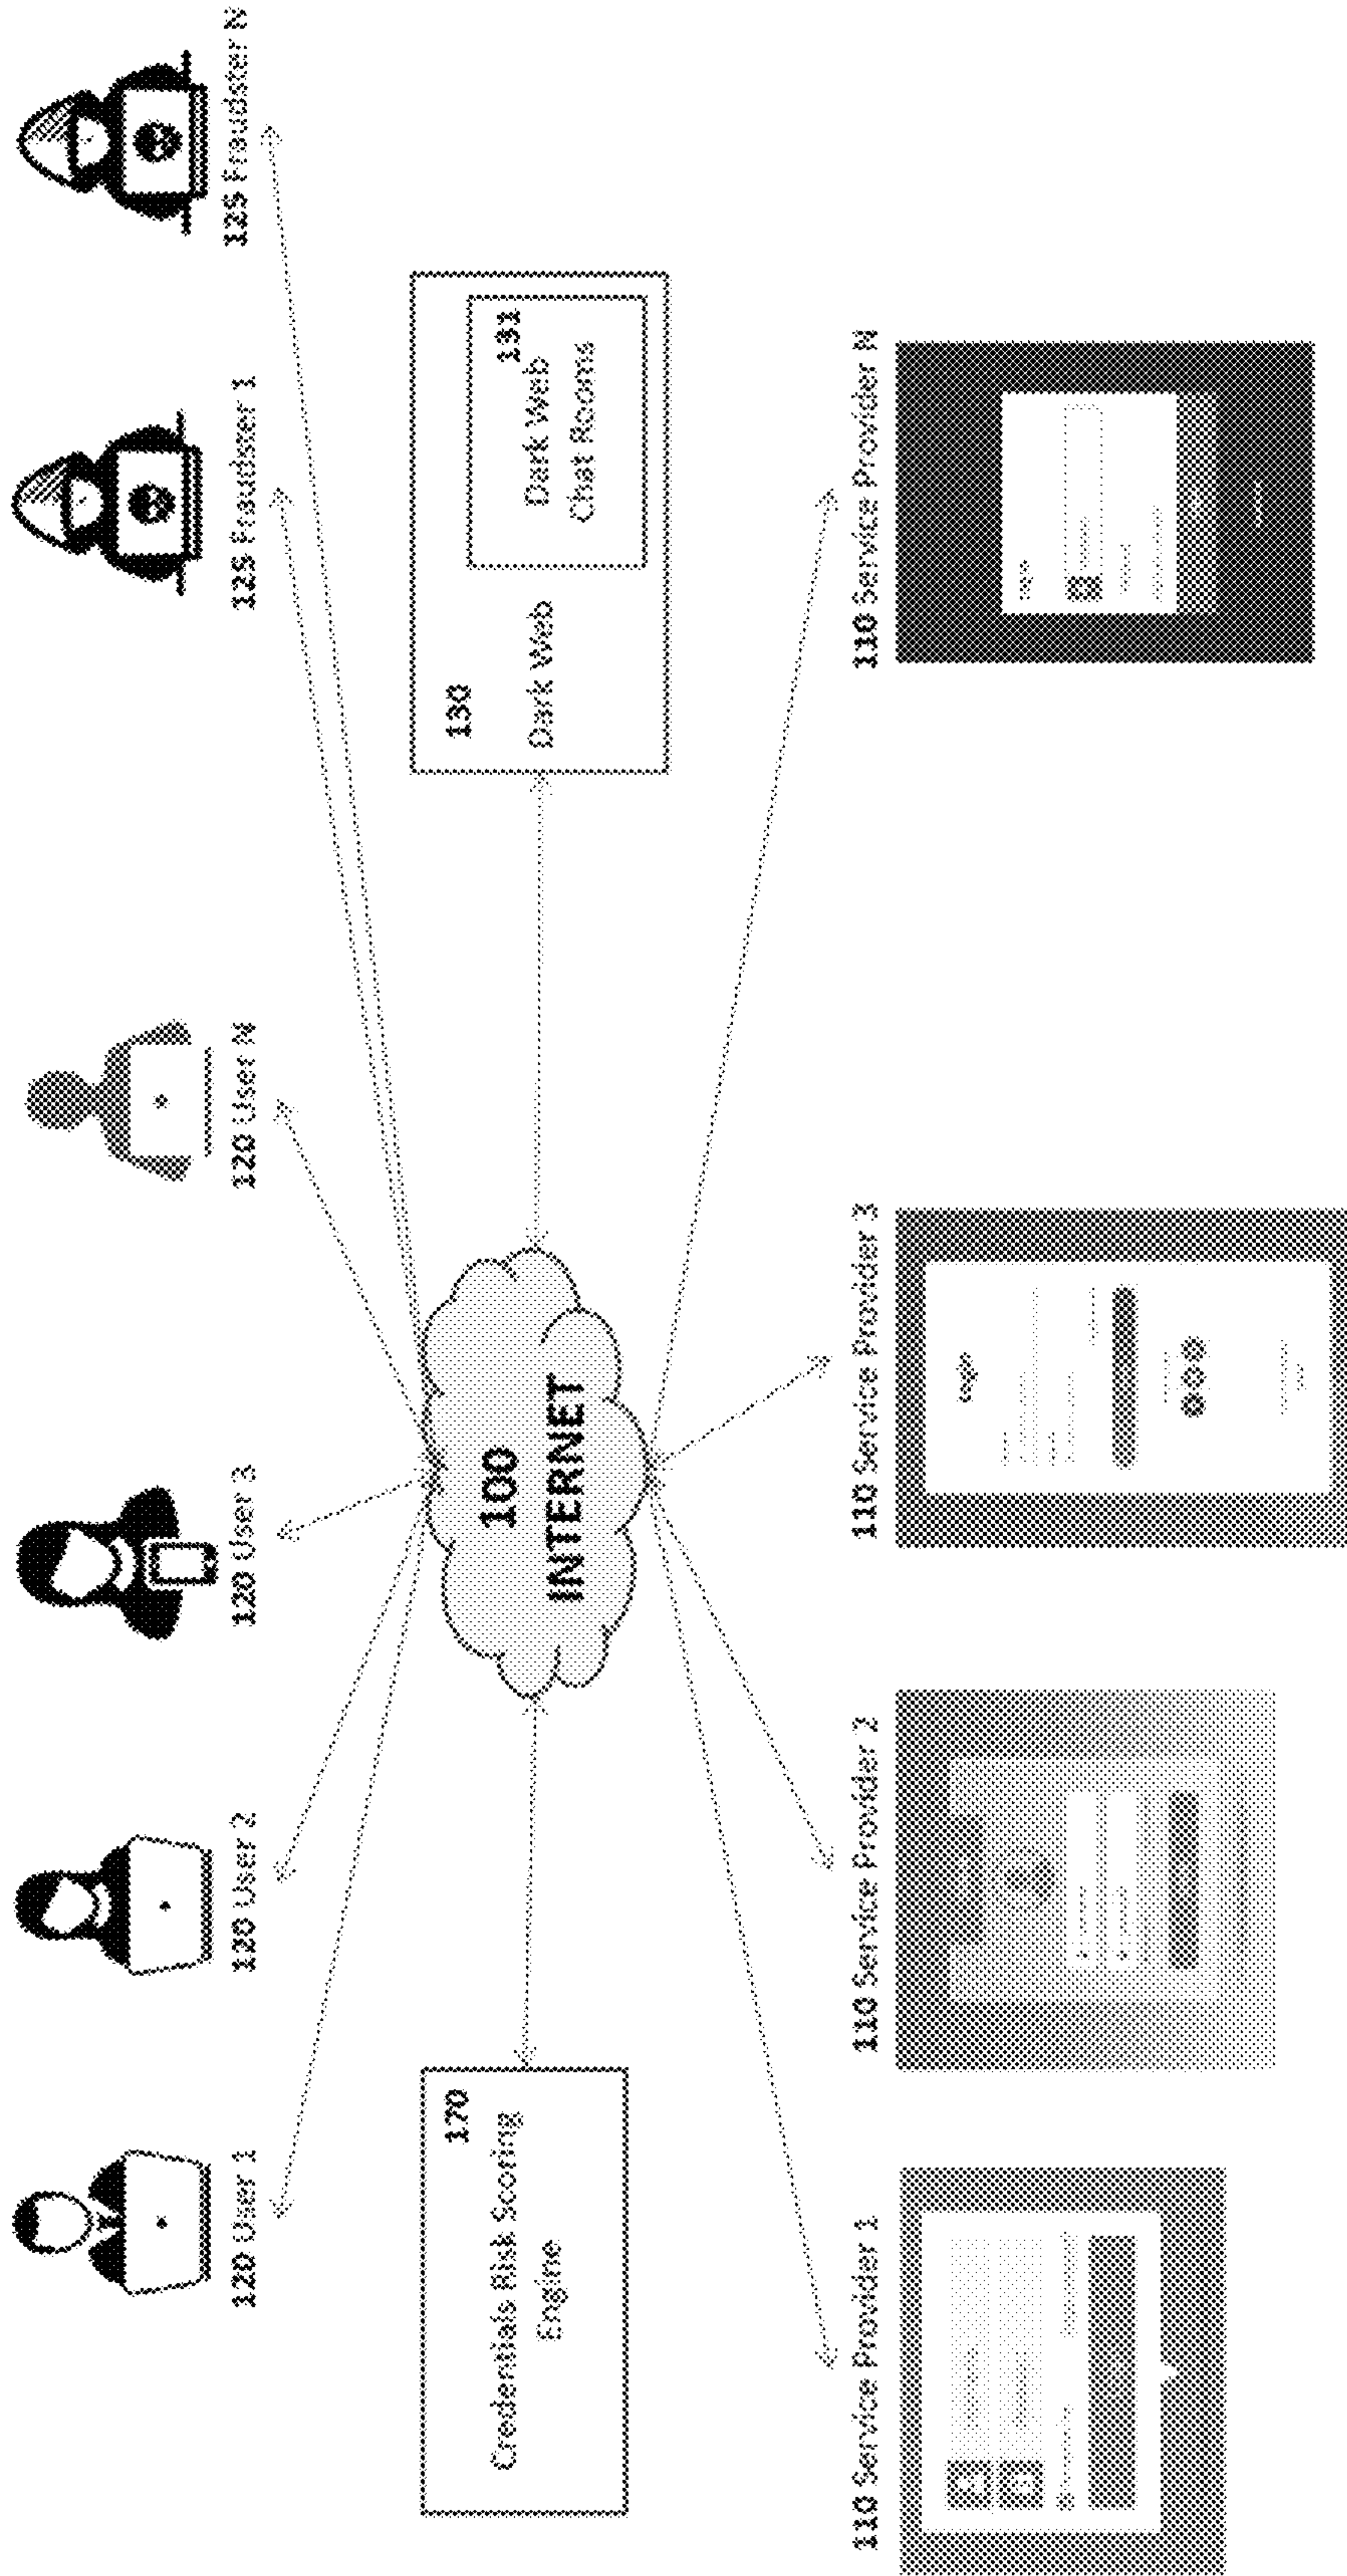 120 User 1
120 User 2
120 User 3
120 User N
125 Fraudster 1
125 Fraudster N
170
Credentials Risk Scoring
Engine
100
INTERNET
130
Dark Web
131
Dark Web
Chat Rooms
110 Service Provider 1
110 Service Provider 2
110 Service Provider 3
110 Service Provider N